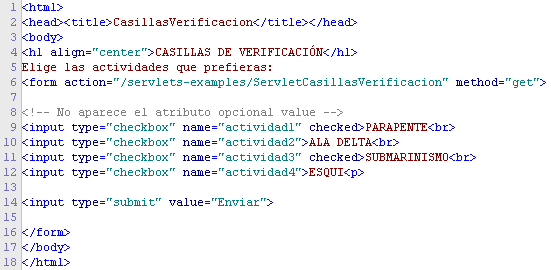 1 <html>
2 <head><title>CasillasVerificacion</title></head>
3 <body>
4 <h1 align="center">CASILLAS DE VERIFICACIÓN</h1>
5 Elige las actividades que prefieras:
6 <form action="/servlets-examples/ServletCasillasVerificacion" method="get">
7
8 <!-- No aparece el atributo opcional value -->
9 <input type="checkbox" name="actividad1" checked>PARAPENTE<br>
10 <input type="checkbox" name="actividad2">ALA DELTA<br>
11 <input type="checkbox" name="actividad3" checked>SUBMARINISMO<br>
12 <input type="checkbox" name="actividad4">ESQUI<p>
13
14 <input type="submit" value="Enviar">
15
16 </form>
17 </body>
18 </html>